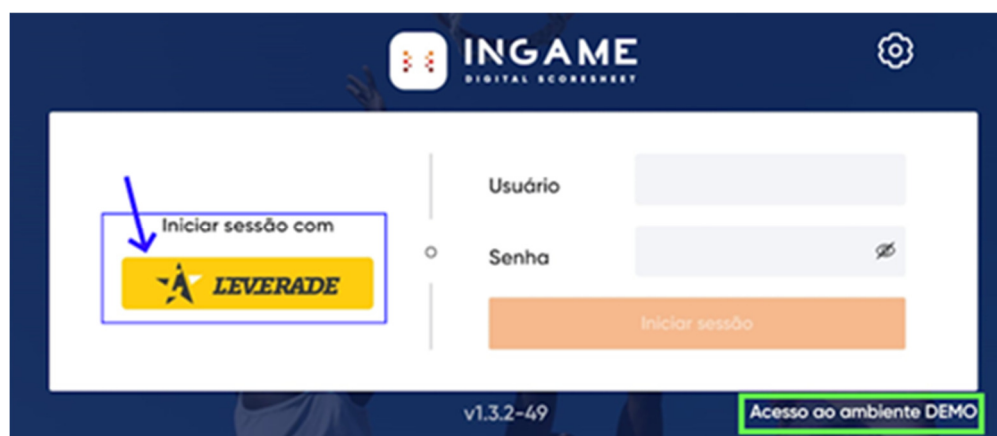 INGAME
DIGITAL SCORESHEET
Iniciar sessão com
LEVERADE
Usuário
Senha
Iniciar sessão
v1.3.2-49
Acesso ao ambiente DEMO